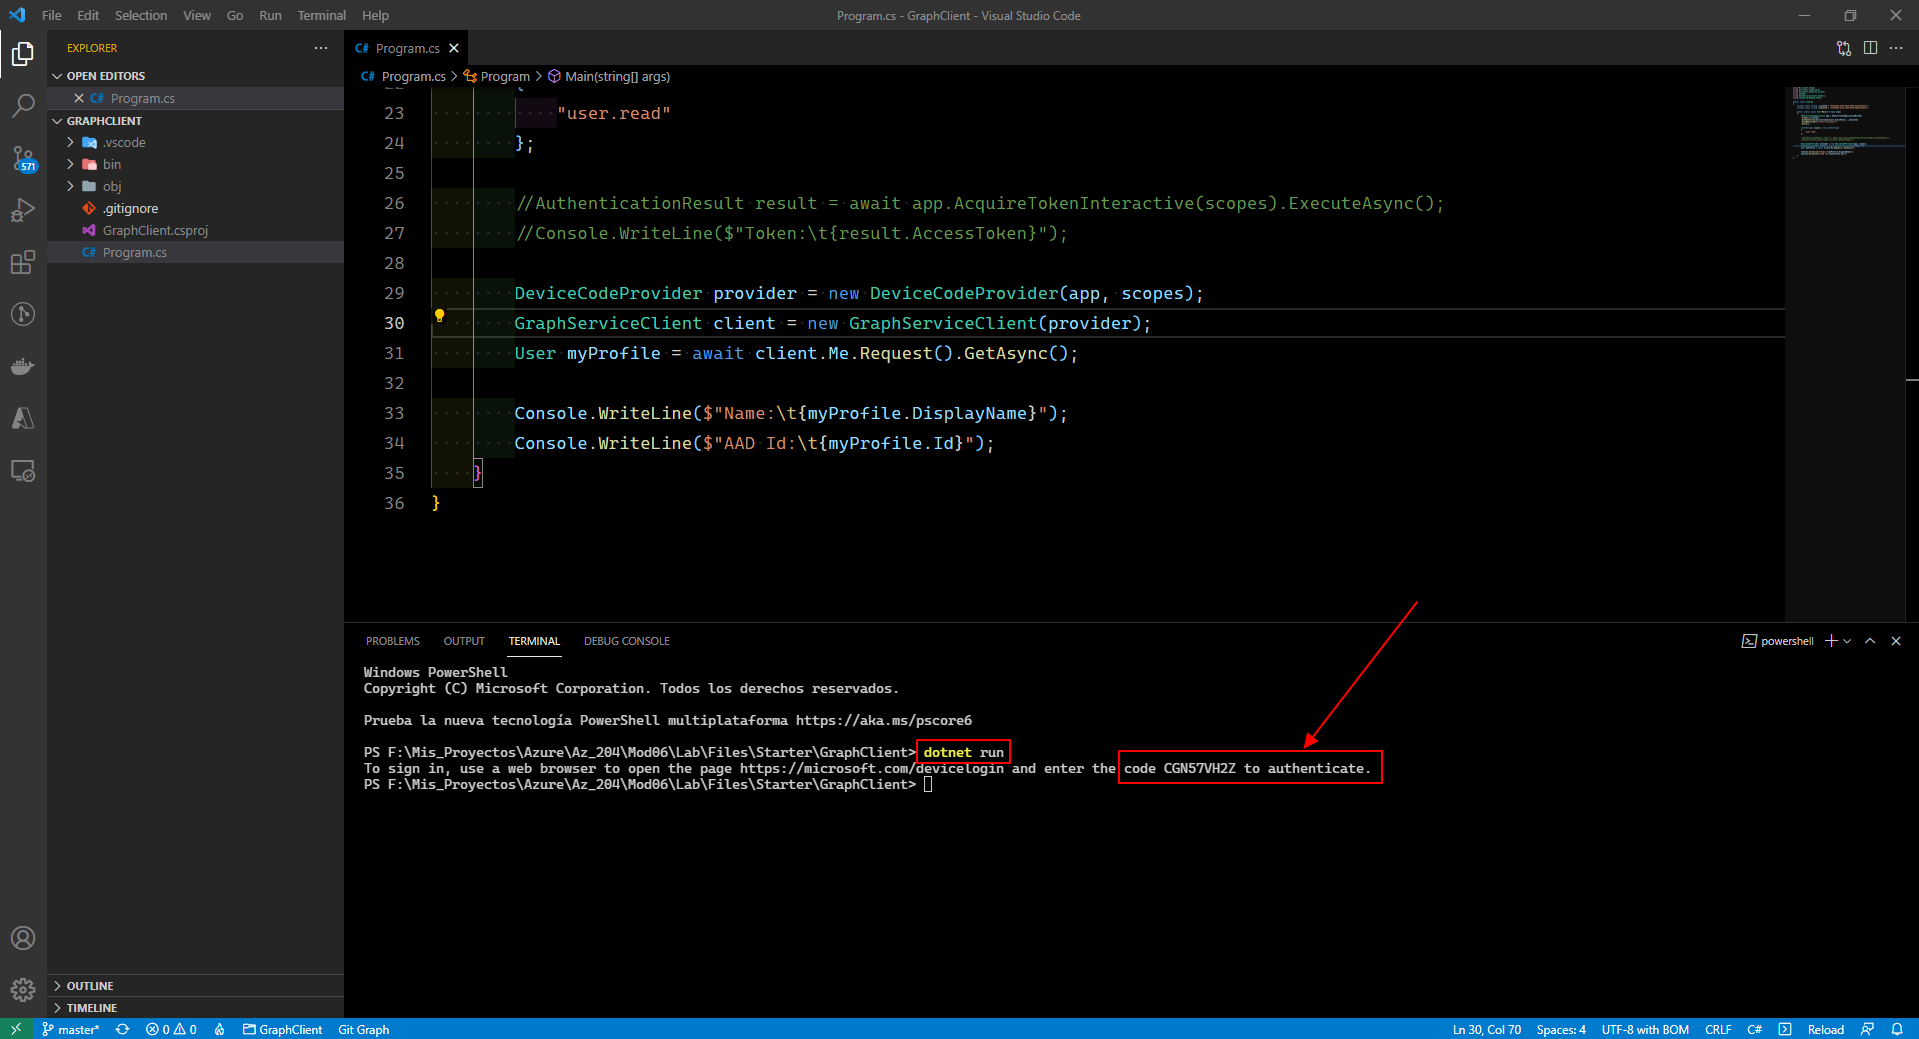 File Edit Selection View Go Run Terminal Help
Program.cs - GraphClient - Visual Studio Code
EXPLORER
OPEN EDITORS
C# Program.cs
GRAPHCLIENT
.vscode
bin
obj
.gitignore
GraphClient.csproj
C# Program.cs
571
C# Program.cs
C# Program.cs > Program > Main(string[] args)
22 {
23 "user.read"
24 };
25
26 //AuthenticationResult result = await app.AcquireTokenInteractive(scopes).ExecuteAsync();
27 //Console.WriteLine($"Token:\t{result.AccessToken}");
28
29 DeviceCodeProvider provider = new DeviceCodeProvider(app, scopes);
30 GraphServiceClient client = new GraphServiceClient(provider);
31 User myProfile = await client.Me.Request().GetAsync();
32
33 Console.WriteLine($"Name:\t{myProfile.DisplayName}");
34 Console.WriteLine($"AAD Id:\t{myProfile.Id}");
35 }
36 }
PROBLEMS OUTPUT TERMINAL DEBUG CONSOLE
powershell
Windows PowerShell
Copyright (C) Microsoft Corporation. Todos los derechos reservados.
Prueba la nueva tecnología PowerShell multiplataforma https://aka.ms/pscore6
PS F:\Mis_Proyectos\Azure\Az_204\Mod06\Lab\Files\Starter\GraphClient> dotnet run
To sign in, use a web browser to open the page https://microsoft.com/devicelogin and enter the code CGN57VH2Z to authenticate.
PS F:\Mis_Proyectos\Azure\Az_204\Mod06\Lab\Files\Starter\GraphClient>
OUTLINE
TIMELINE
master* 0 0 GraphClient Git Graph
Ln 30, Col 70 Spaces: 4 UTF-8 with BOM CRLF C# Reload